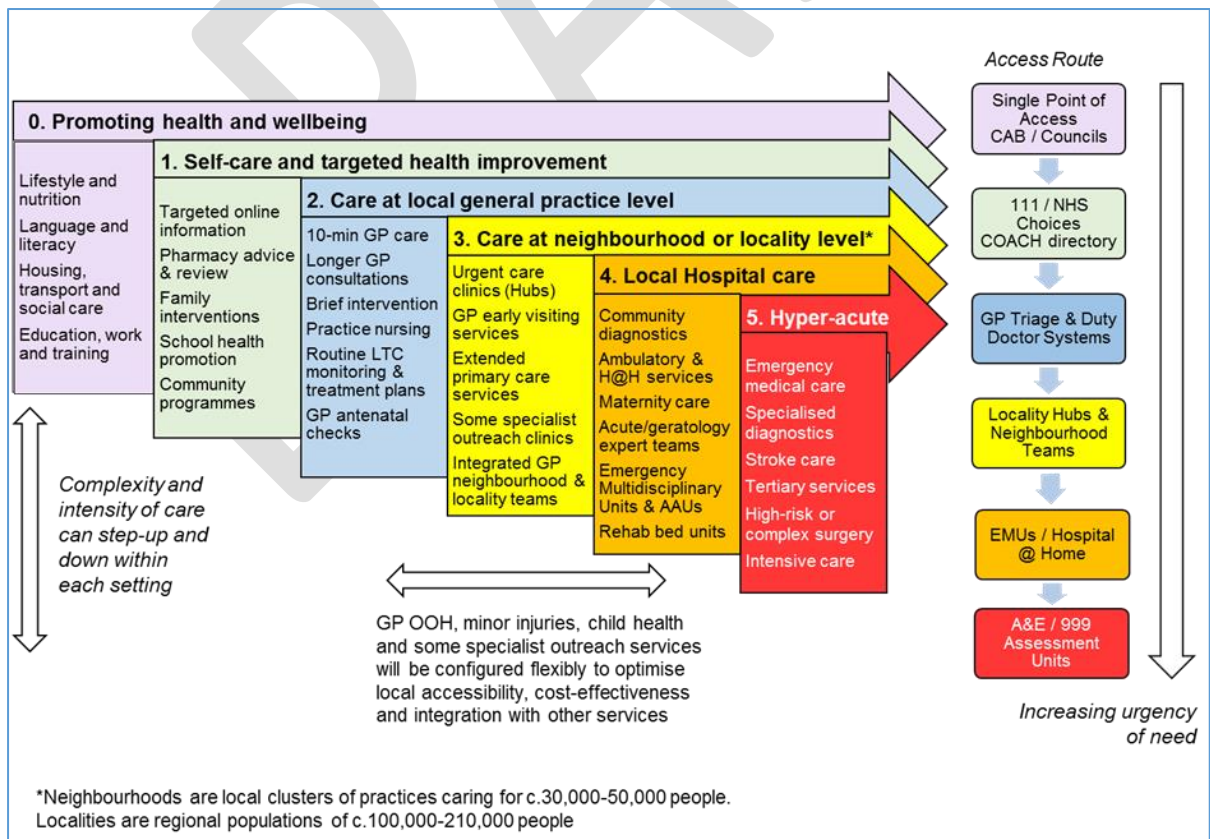 Access Route
0. Promoting health and wellbeing
Lifestyle and
nutrition
Language and
literacy
Housing,
transport and
social care
Education, work
and training
1. Self-care and targeted health improvement
Targeted online
information
Pharmacy advice
& review
Family
interventions
School health
promotion
Community
programmes
2. Care at local general practice level
10-min GP care
Longer GP
consultations
Brief intervention
Practice nursing
Routine LTC
monitoring &
treatment plans
GP antenatal
checks
3. Care at neighbourhood or locality level*
Urgent care
clinics (Hubs)
GP early visiting
services
Extended
primary care
services
Some specialist
outreach clinics
Integrated GP
neighbourhood &
locality teams
4. Local Hospital care
Community
diagnostics
Ambulatory &
H@H services
Maternity care
Acute/geratology
expert teams
Emergency
Multidisciplinary
Units & AAUs
Rehab bed units
5. Hyper-acute
Emergency
medical care
Specialised
diagnostics
Stroke care
Tertiary services
High-risk or
complex surgery
Intensive care
Single Point of
Access
CAB / Councils
111 / NHS
Choices
COACH directory
GP Triage & Duty
Doctor Systems
Locality Hubs &
Neighbourhood
Teams
EMUs / Hospital
@ Home
A&E / 999
Assessment
Units
Increasing urgency
of need
Complexity and
intensity of care
can step-up and
down within
each setting
GP OOH, minor injuries, child health
and some specialist outreach services
will be configured flexibly to optimise
local accessibility, cost-effectiveness
and integration with other services
*Neighbourhoods are local clusters of practices caring for c.30,000-50,000 people.
Localities are regional populations of c.100,000-210,000 people